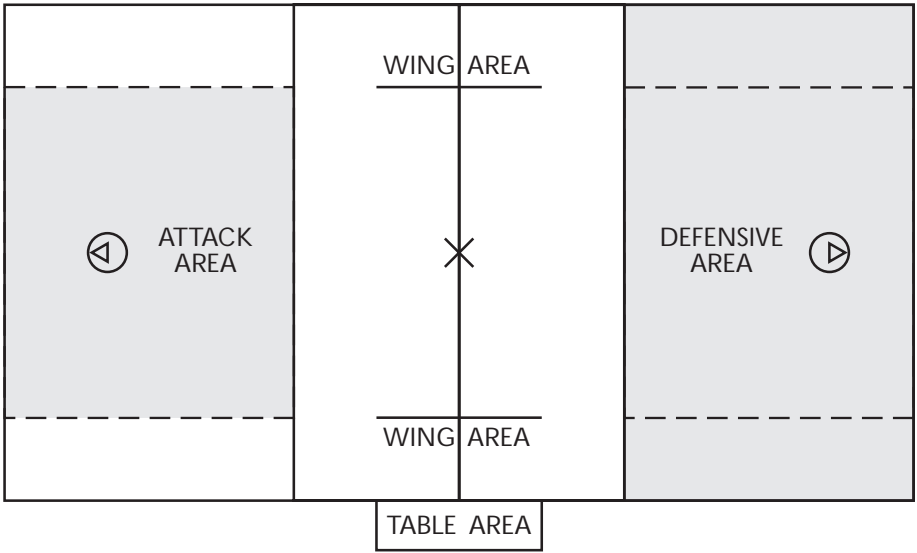 WING AREA
ATTACK
AREA
DEFENSIVE
AREA
WING AREA
TABLE AREA